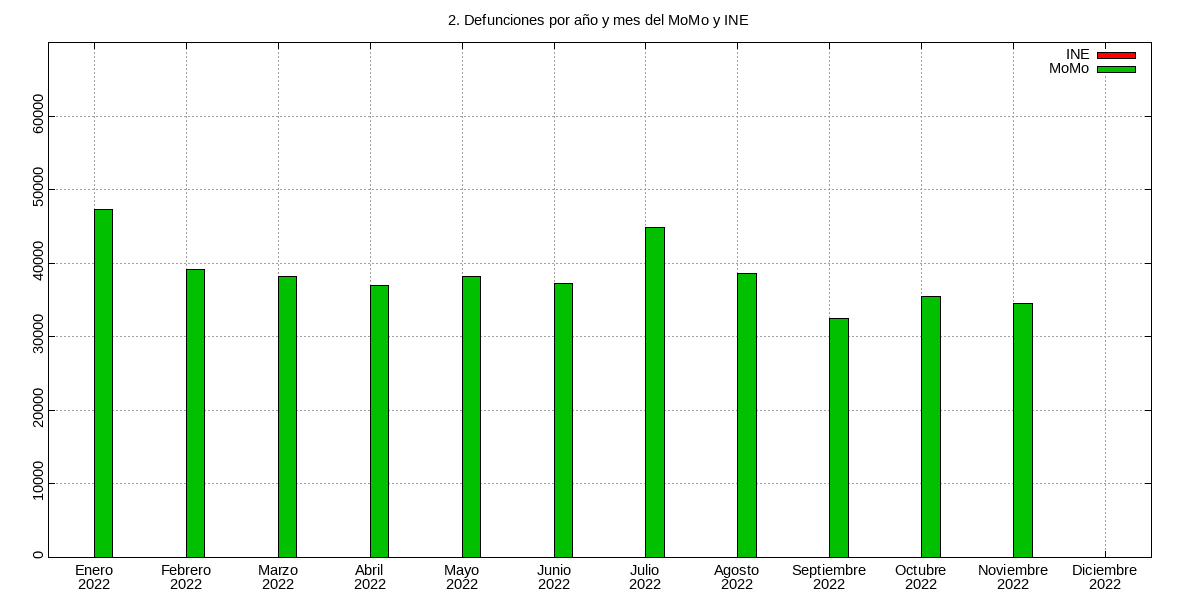 2. Defunciones por año y mes del MoMo y INE
INE
MoMo
60000
50000
40000
30000
20000
10000
0
Enero Febrero Marzo Abril Mayo Junio Julio Agosto Septiembre Octubre Noviembre Diciembre
2022 2022 2022 2022 2022 2022 2022 2022 2022 2022 2022 2022